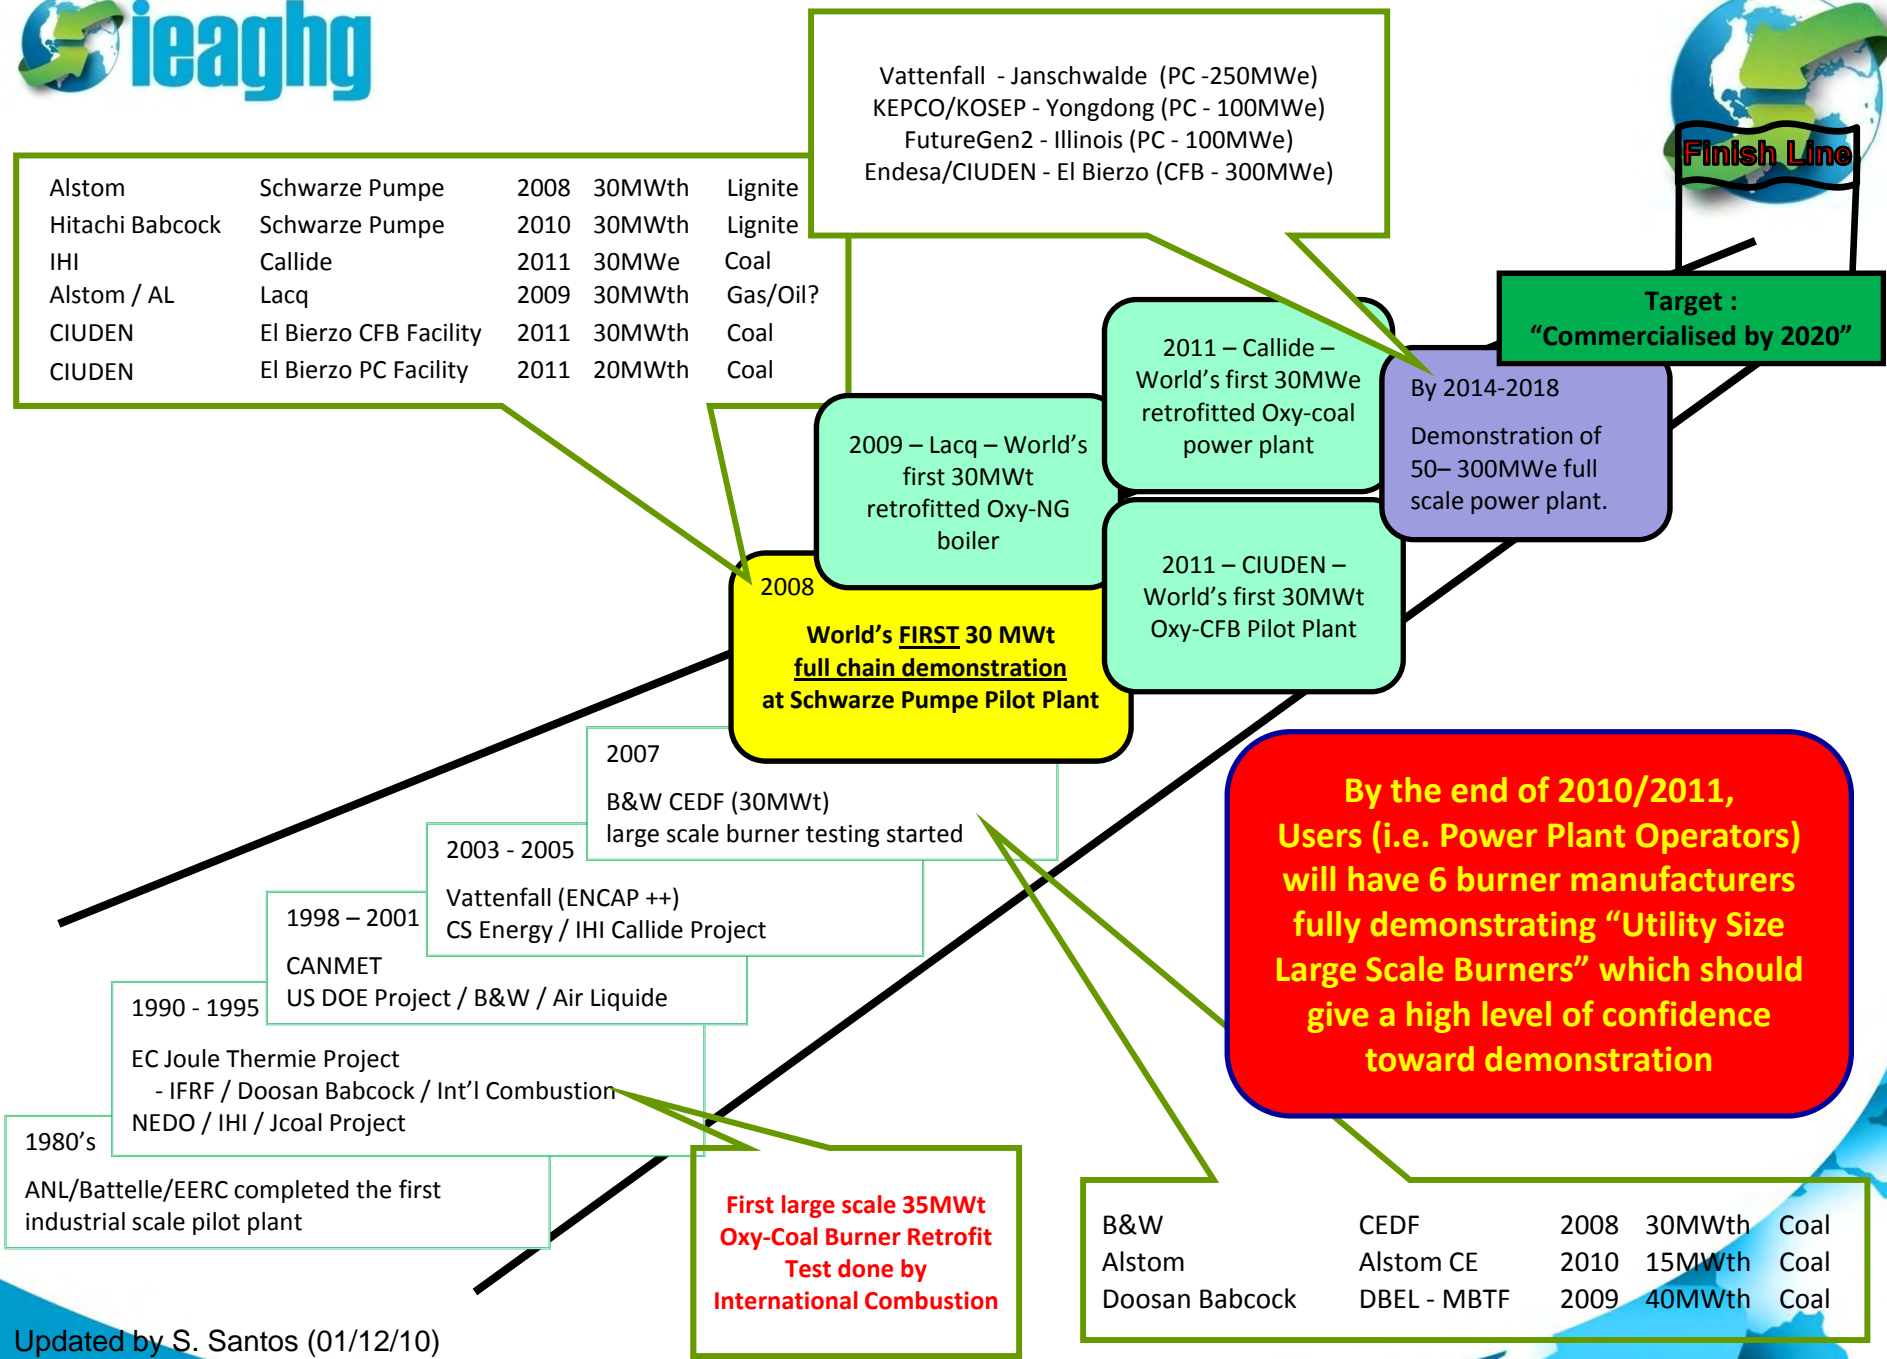 ieaghg
Vattenfall - Janschwalde (PC -250MWe)
KEPCO/KOSEP - Yongdong (PC - 100MWe)
FutureGen2 - Illinois (PC - 100MWe)
Endesa/CIUDEN - El Bierzo (CFB - 300MWe)
Finish Line
Alstom Schwarze Pumpe 2008 30MWth Lignite
Hitachi Babcock Schwarze Pumpe 2010 30MWth Lignite
IHI Callide 2011 30MWe Coal
Alstom / AL Lacq 2009 30MWth Gas/Oil?
CIUDEN El Bierzo CFB Facility 2011 30MWth Coal
CIUDEN El Bierzo PC Facility 2011 20MWth Coal
Target :
“Commercialised by 2020”
2011 – Callide –
World’s first 30MWe
retrofitted Oxy-coal
power plant
By 2014-2018
Demonstration of
50– 300MWe full
scale power plant.
2009 – Lacq – World’s
first 30MWt
retrofitted Oxy-NG
boiler
2011 – CIUDEN –
World’s first 30MWt
Oxy-CFB Pilot Plant
2008
World’s FIRST 30 MWt
full chain demonstration
at Schwarze Pumpe Pilot Plant
2007
B&W CEDF (30MWt)
large scale burner testing started
2003 - 2005
Vattenfall (ENCAP ++)
CS Energy / IHI Callide Project
1998 – 2001
CANMET
US DOE Project / B&W / Air Liquide
1990 - 1995
EC Joule Thermie Project
- IFRF / Doosan Babcock / Int’l Combustion
NEDO / IHI / Jcoal Project
1980’s
ANL/Battelle/EERC completed the first
industrial scale pilot plant
By the end of 2010/2011,
Users (i.e. Power Plant Operators)
will have 6 burner manufacturers
fully demonstrating “Utility Size
Large Scale Burners” which should
give a high level of confidence
toward demonstration
First large scale 35MWt
Oxy-Coal Burner Retrofit
Test done by
International Combustion
B&W CEDF 2008 30MWth Coal
Alstom Alstom CE 2010 15MWth Coal
Doosan Babcock DBEL - MBTF 2009 40MWth Coal
Updated by S. Santos (01/12/10)